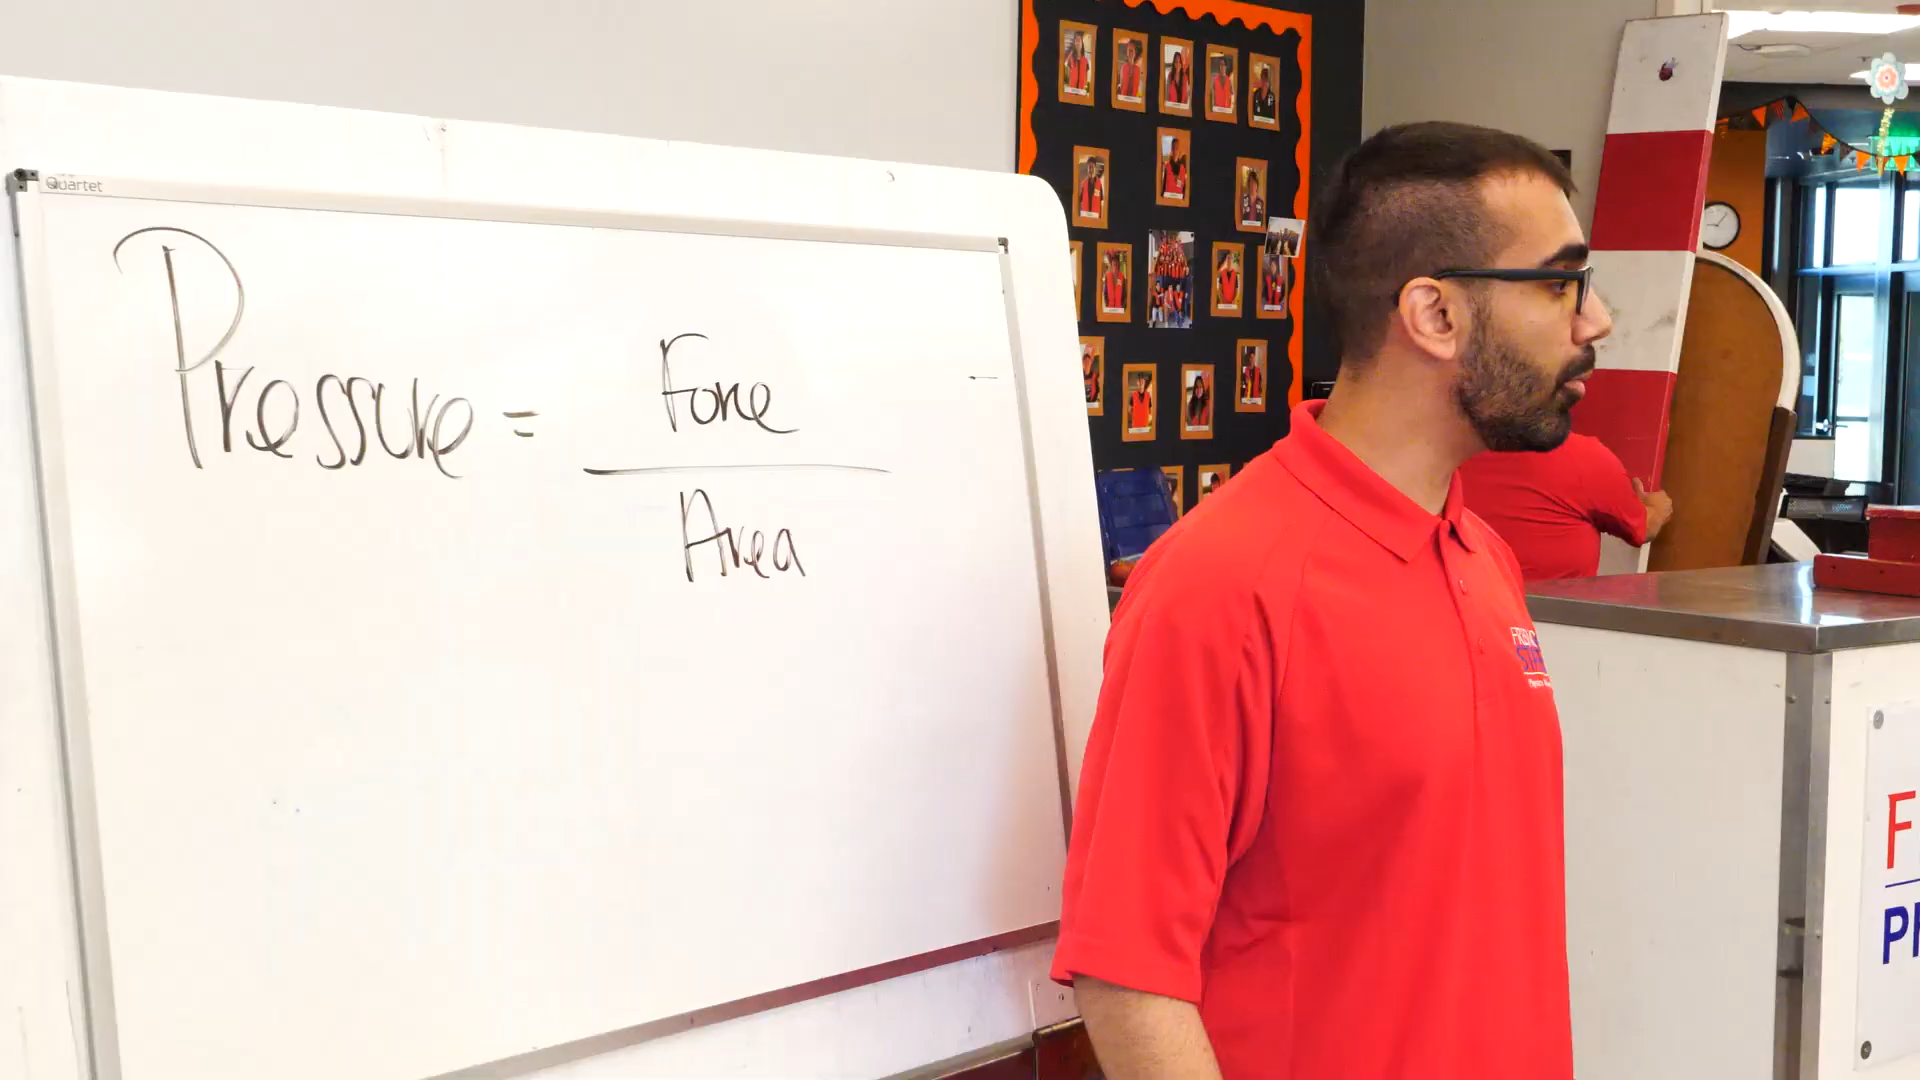 Quartet
Pressure = Force
Area
F